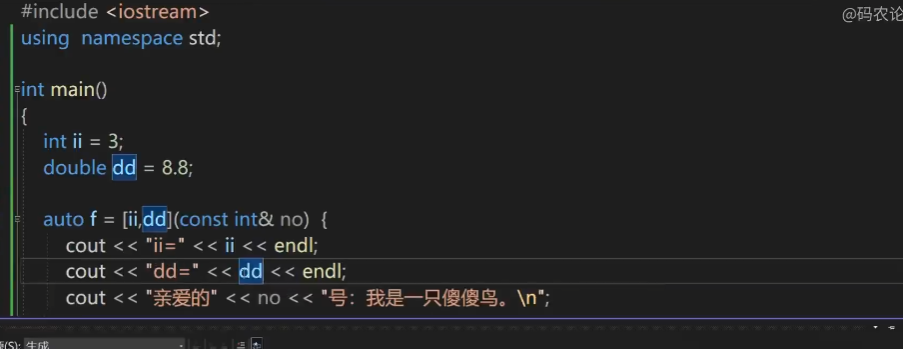 #include <iostream>
@码农论
using namespace std;
int main()
{
int ii = 3;
double dd = 8.8;
auto f = [ii,dd](const int& no) {
cout << "ii=" << ii << endl;
cout << "dd=" << dd << endl;
cout << "亲爱的" << no << "号：我是一只傻傻鸟。\n";
(S): 生成